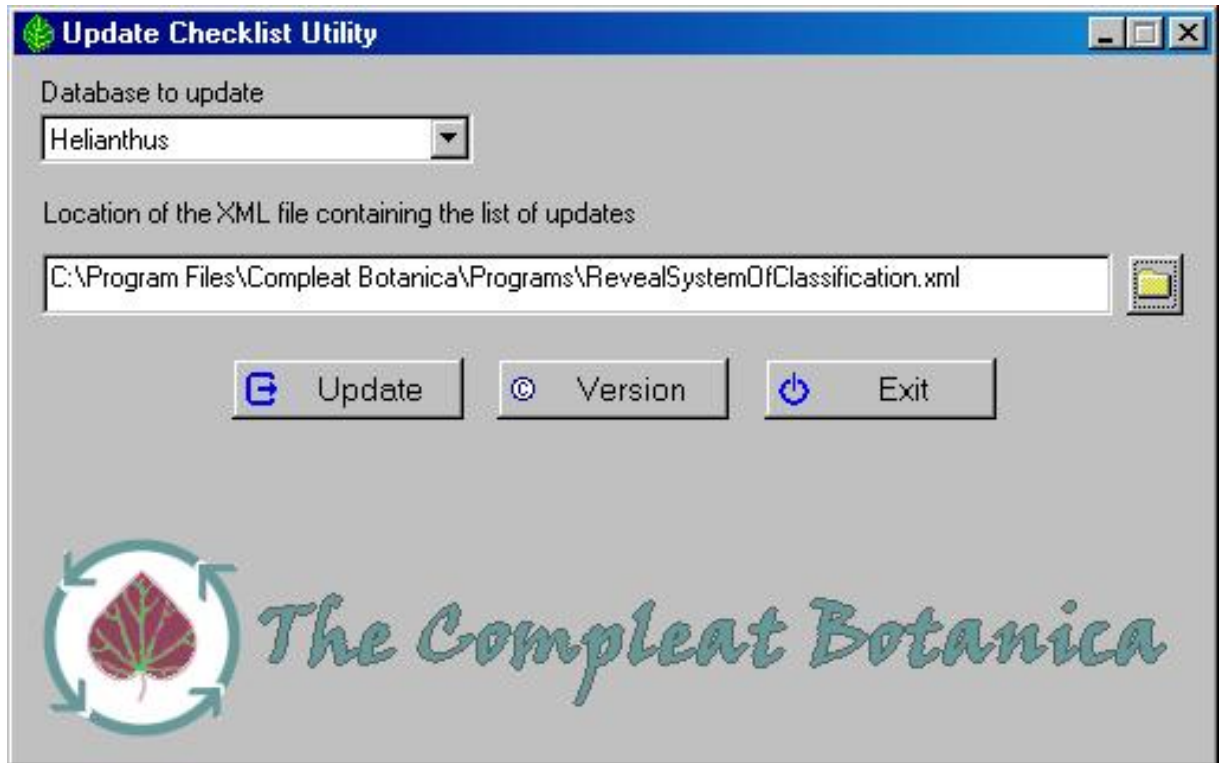 Update Checklist Utility
Database to update
Helianthus
Location of the XML file containing the list of updates
C:\Program Files\Compleat Botanica\Programs\RevealSystemOfClassification.xml
Update © Version Exit
The Compleat Botanica